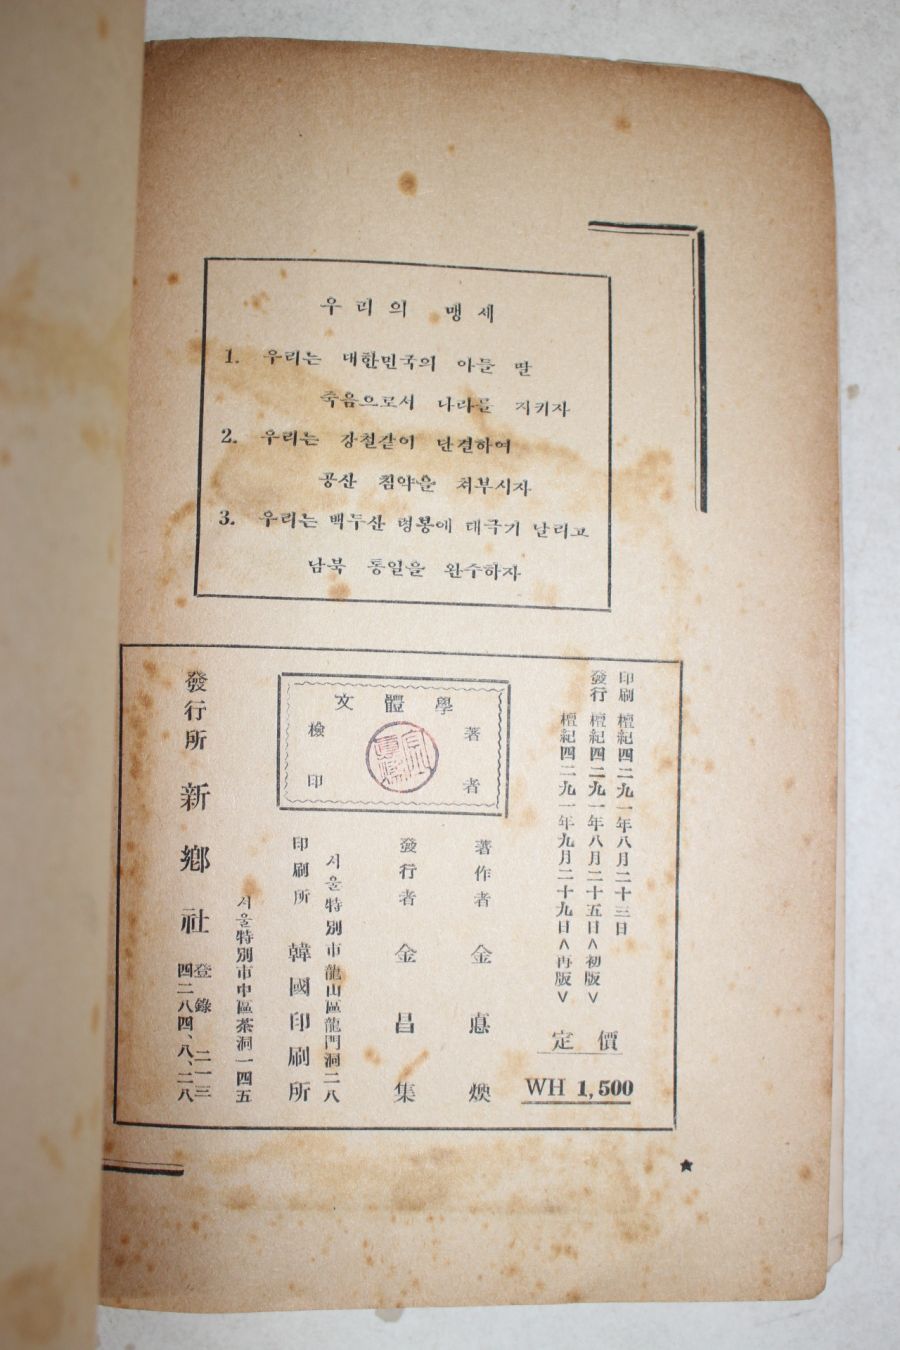 우리의 맹세
1. 우리는 대한민국의 아들 딸
죽음으로서 나라를 지키자
2. 우리는 강철같이 단결하여
공산 침약을 쳐부시자
3. 우리는 백두산 령봉에 태극기 날리고
남북 통일을 완수하자
印刷 檀紀四二九一年八月二十三日
發行 檀紀四二九一年八月二十五日<初版>
檀紀四二九一年九月二十九日<再版>
定價
WH 1,500
文體學
著者
檢印
著作者 金 惪 煥
發行者 金 昌 集
서울特別市龍山區龍門洞二八
印刷所 韓國印刷所
서울特別市中區茶洞一四五
發行所 新鄕社
登錄 二一三
四二八四、八、二八